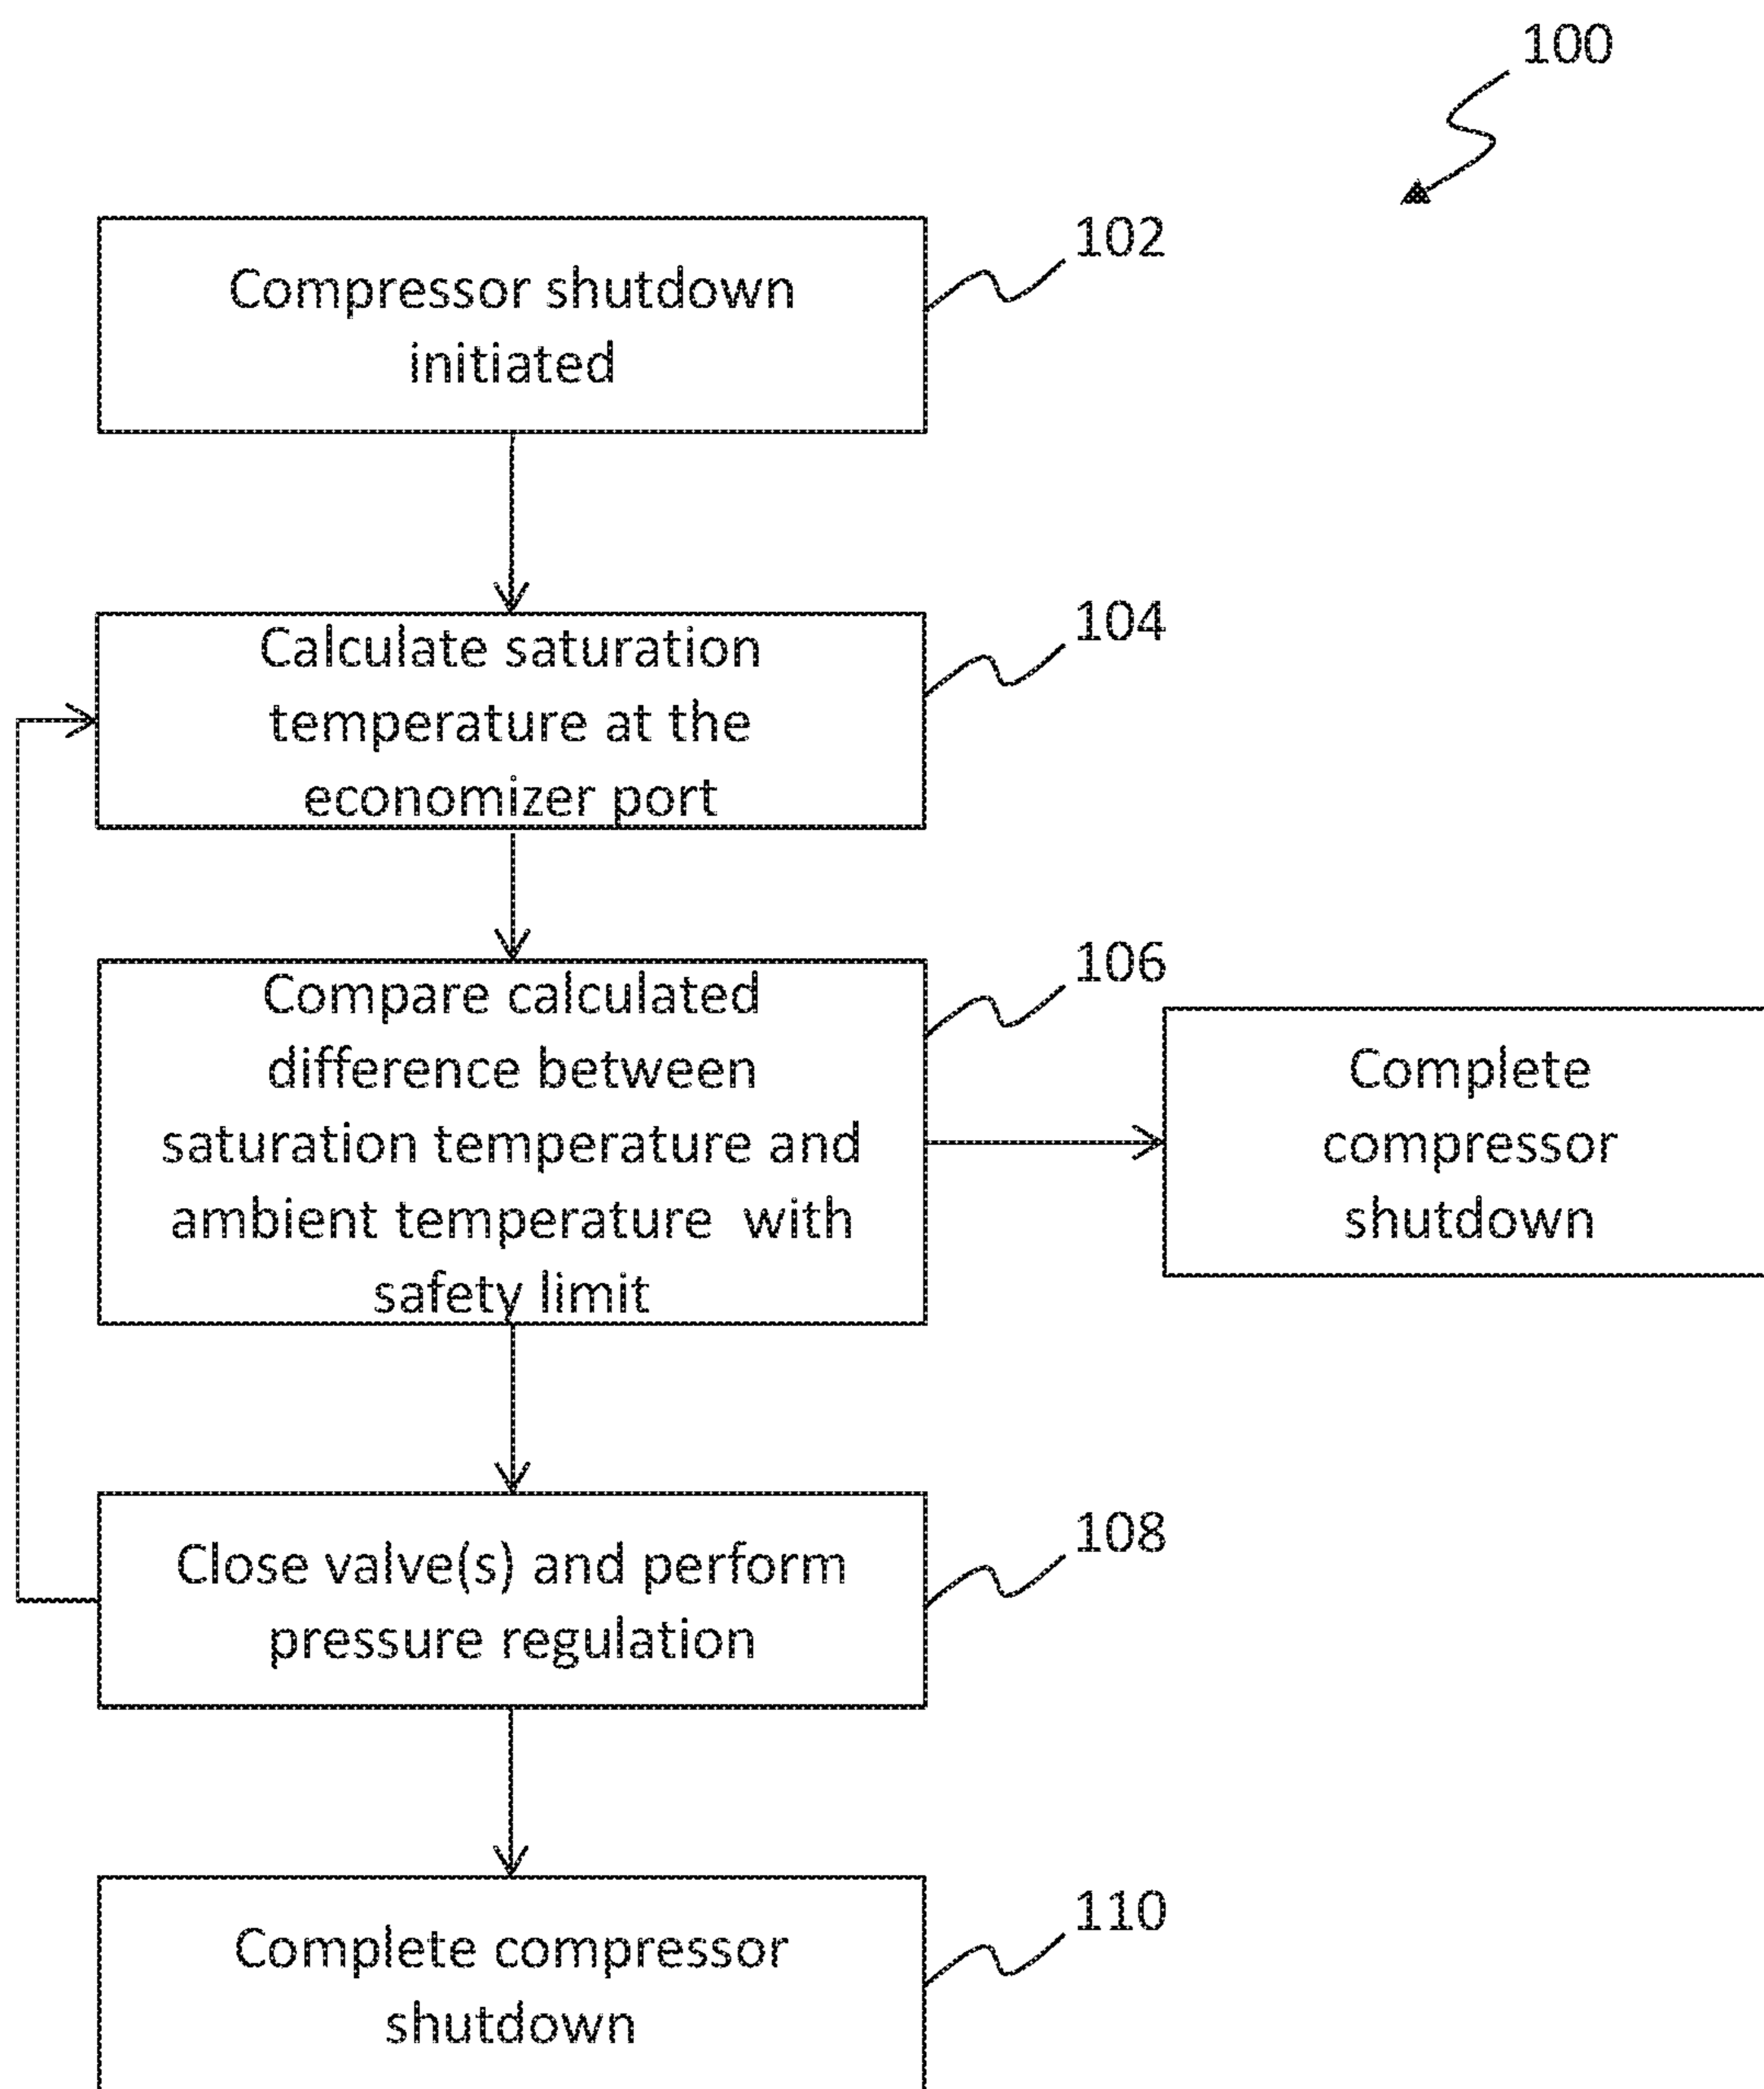 100
102
Compressor shutdown
initiated
104
Calculate saturation
temperature at the
economizer port
106
Compare calculated
difference between
saturation temperature and
ambient temperature with
safety limit
Complete
compressor
shutdown
108
Close valve(s) and perform
pressure regulation
110
Complete compressor
shutdown